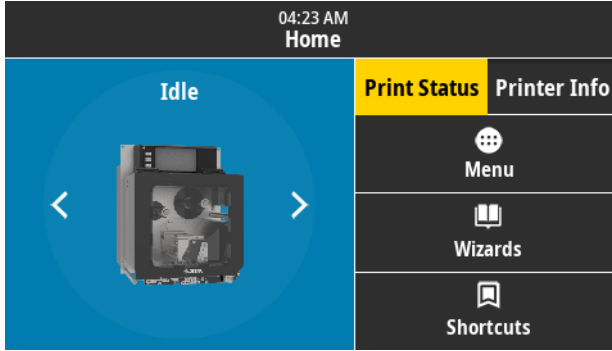 04:23 AM
Home
Idle
Print Status
Printer Info
Menu
Wizards
Shortcuts